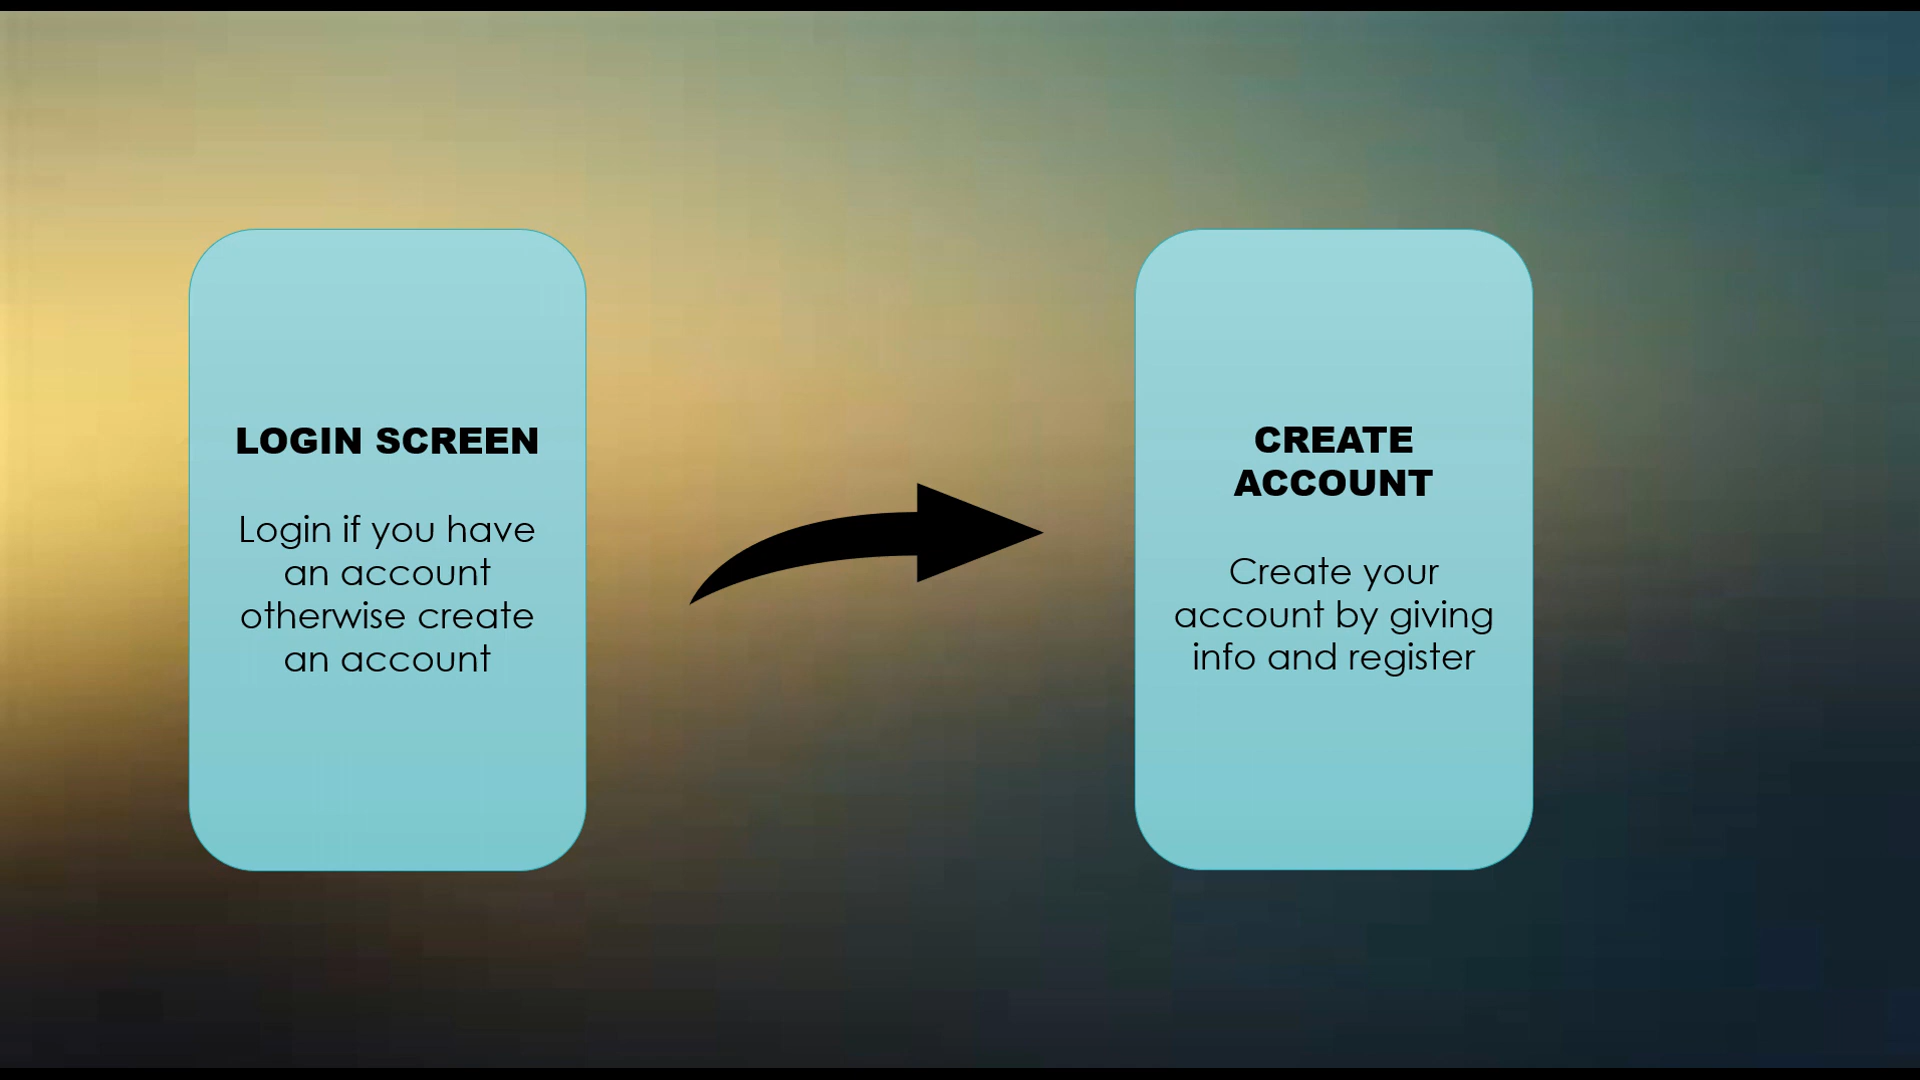 LOGIN SCREEN
Login if you have
an account
otherwise create
an account
CREATE
ACCOUNT
Create your
account by giving
info and register